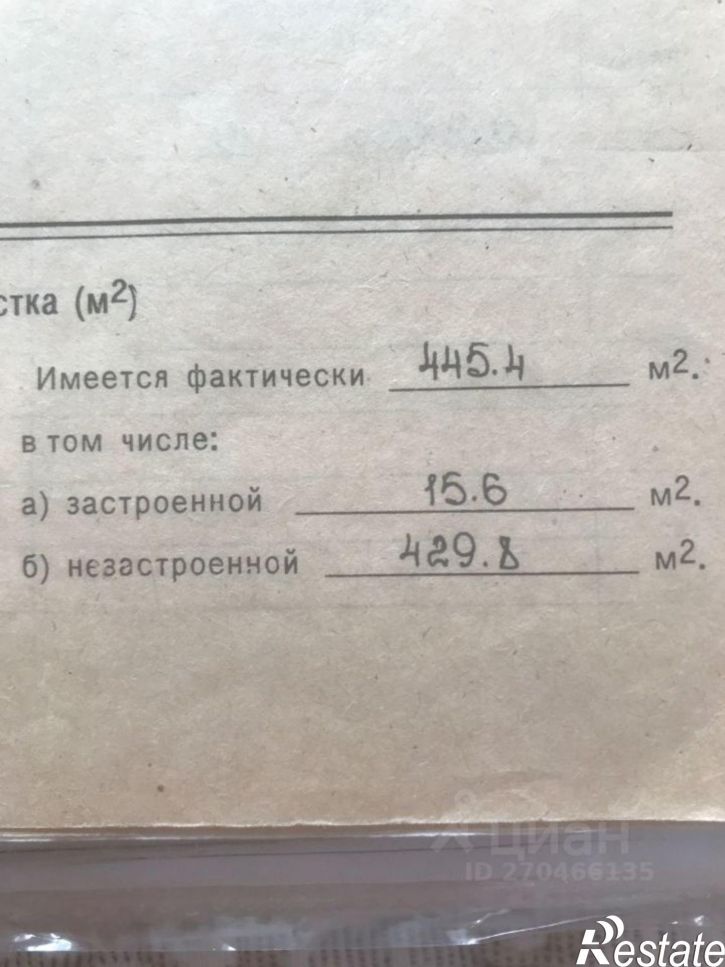 стка (м²)
Имеется фактически 445.4 м².
в том числе:
а) застроенной 15.6 м².
б) незастроенной 429.8 м².
циан
ID 270466135
Restate